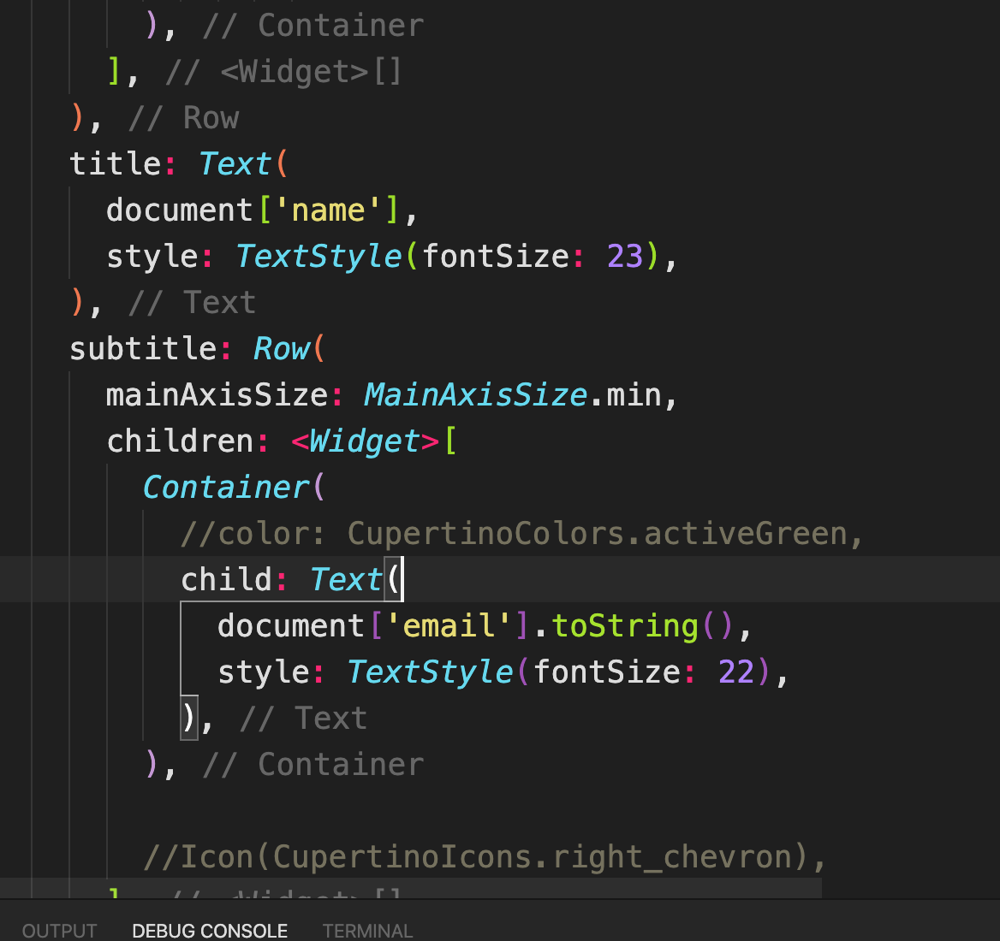 ), // Container
], // <Widget>[]
), // Row
title: Text(
document['name'],
style: TextStyle(fontSize: 23),
), // Text
subtitle: Row(
mainAxisSize: MainAxisSize.min,
children: <Widget>[
Container(
//color: CupertinoColors.activeGreen,
child: Text(
document['email'].toString(),
style: TextStyle(fontSize: 22),
), // Text
), // Container
//Icon(CupertinoIcons.right_chevron),
], // <Widget>[]
OUTPUT DEBUG CONSOLE TERMINAL